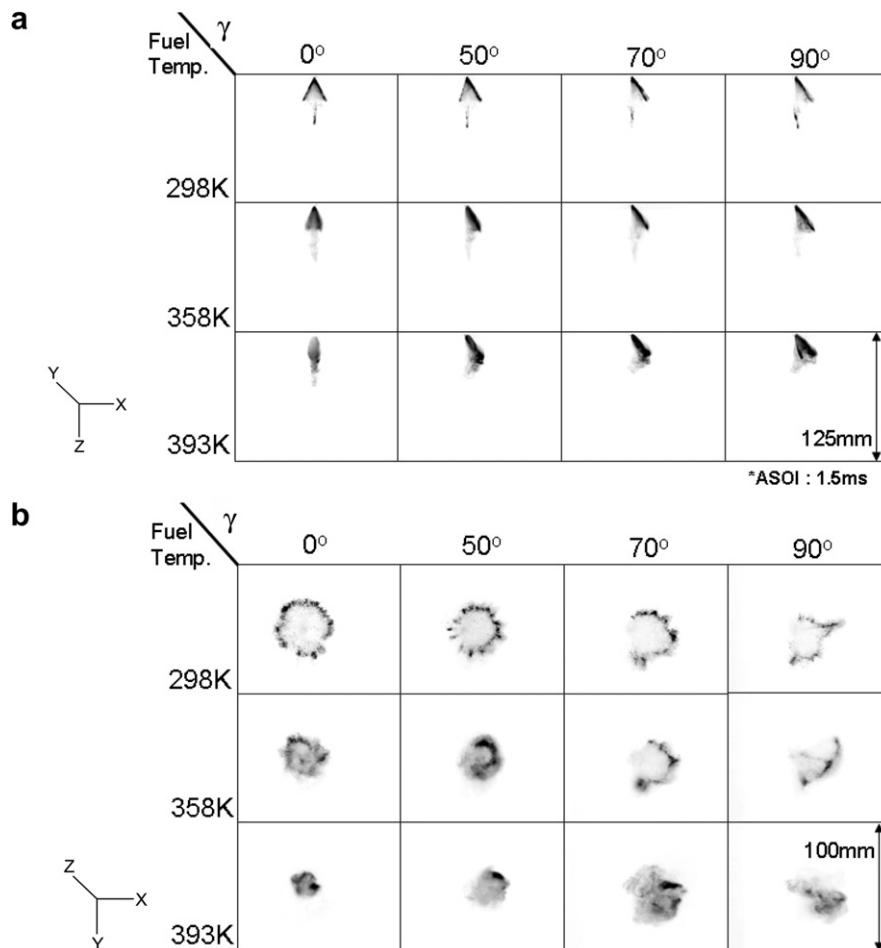 a
γ
Fuel
Temp.
0° 50° 70° 90°
298K
358K
393K
125mm
Y
X
Z
*ASOI : 1.5ms
b
γ
Fuel
Temp.
0° 50° 70° 90°
298K
358K
393K
100mm
Z
X
Y